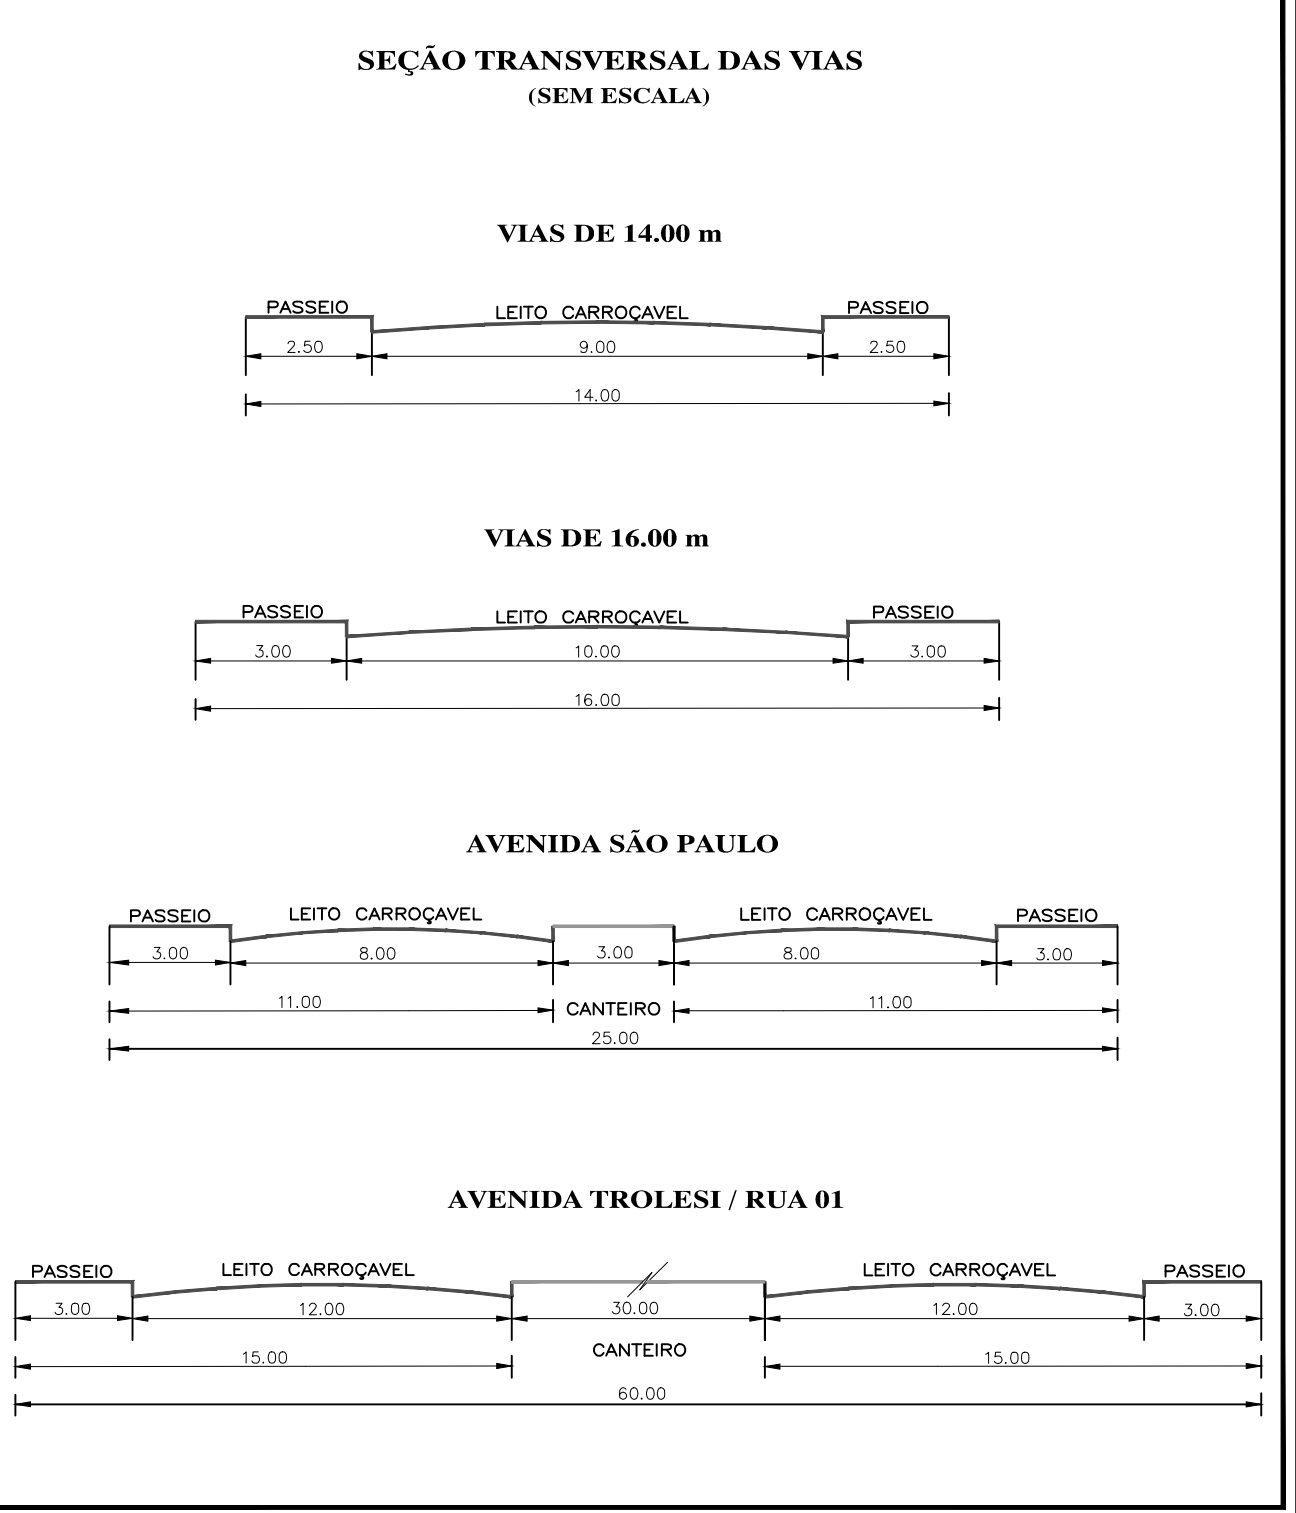 SEÇÃO TRANSVERSAL DAS VIAS
(SEM ESCALA)
VIAS DE 14.00 m
PASSEIO LEITO CARROÇAVEL PASSEIO
2.50 9.00 2.50
14.00
VIAS DE 16.00 m
PASSEIO LEITO CARROÇAVEL PASSEIO
3.00 10.00 3.00
16.00
AVENIDA SÃO PAULO
PASSEIO LEITO CARROÇAVEL LEITO CARROÇAVEL PASSEIO
3.00 8.00 3.00 8.00 3.00
11.00 CANTEIRO 11.00
25.00
AVENIDA TROLESI / RUA 01
PASSEIO LEITO CARROÇAVEL LEITO CARROÇAVEL PASSEIO
3.00 12.00 30.00 12.00 3.00
15.00 CANTEIRO 15.00
60.00